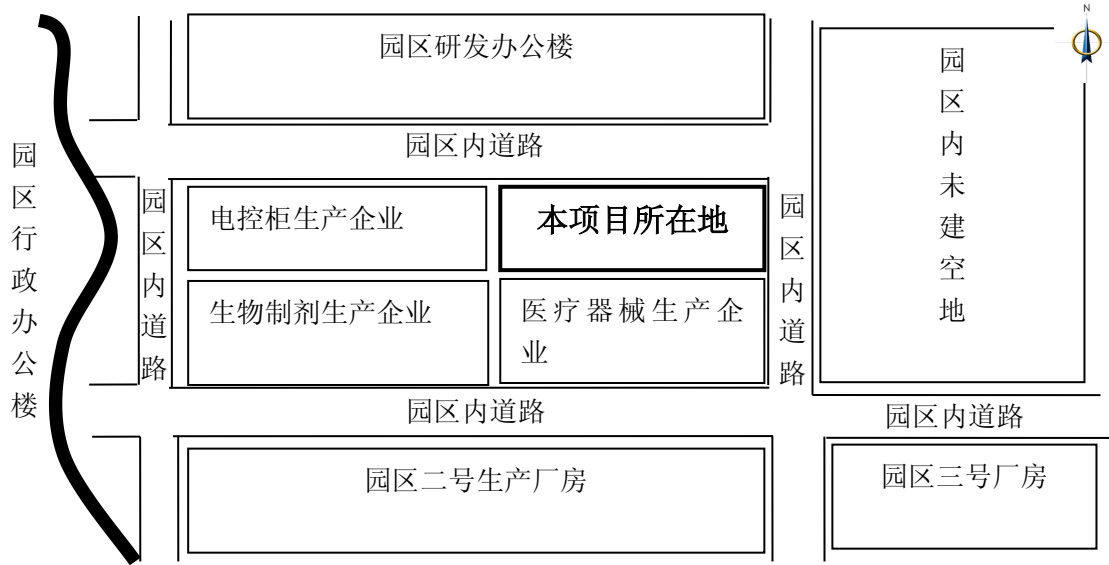 N
园区研发办公楼
园区内道路
园区行政办公楼
园区内道路
电控柜生产企业
本项目所在地
生物制剂生产企业
医疗器械生产企
业
园区内道路
园区内未建空地
园区内道路
园区内道路
园区二号生产厂房
园区三号厂房